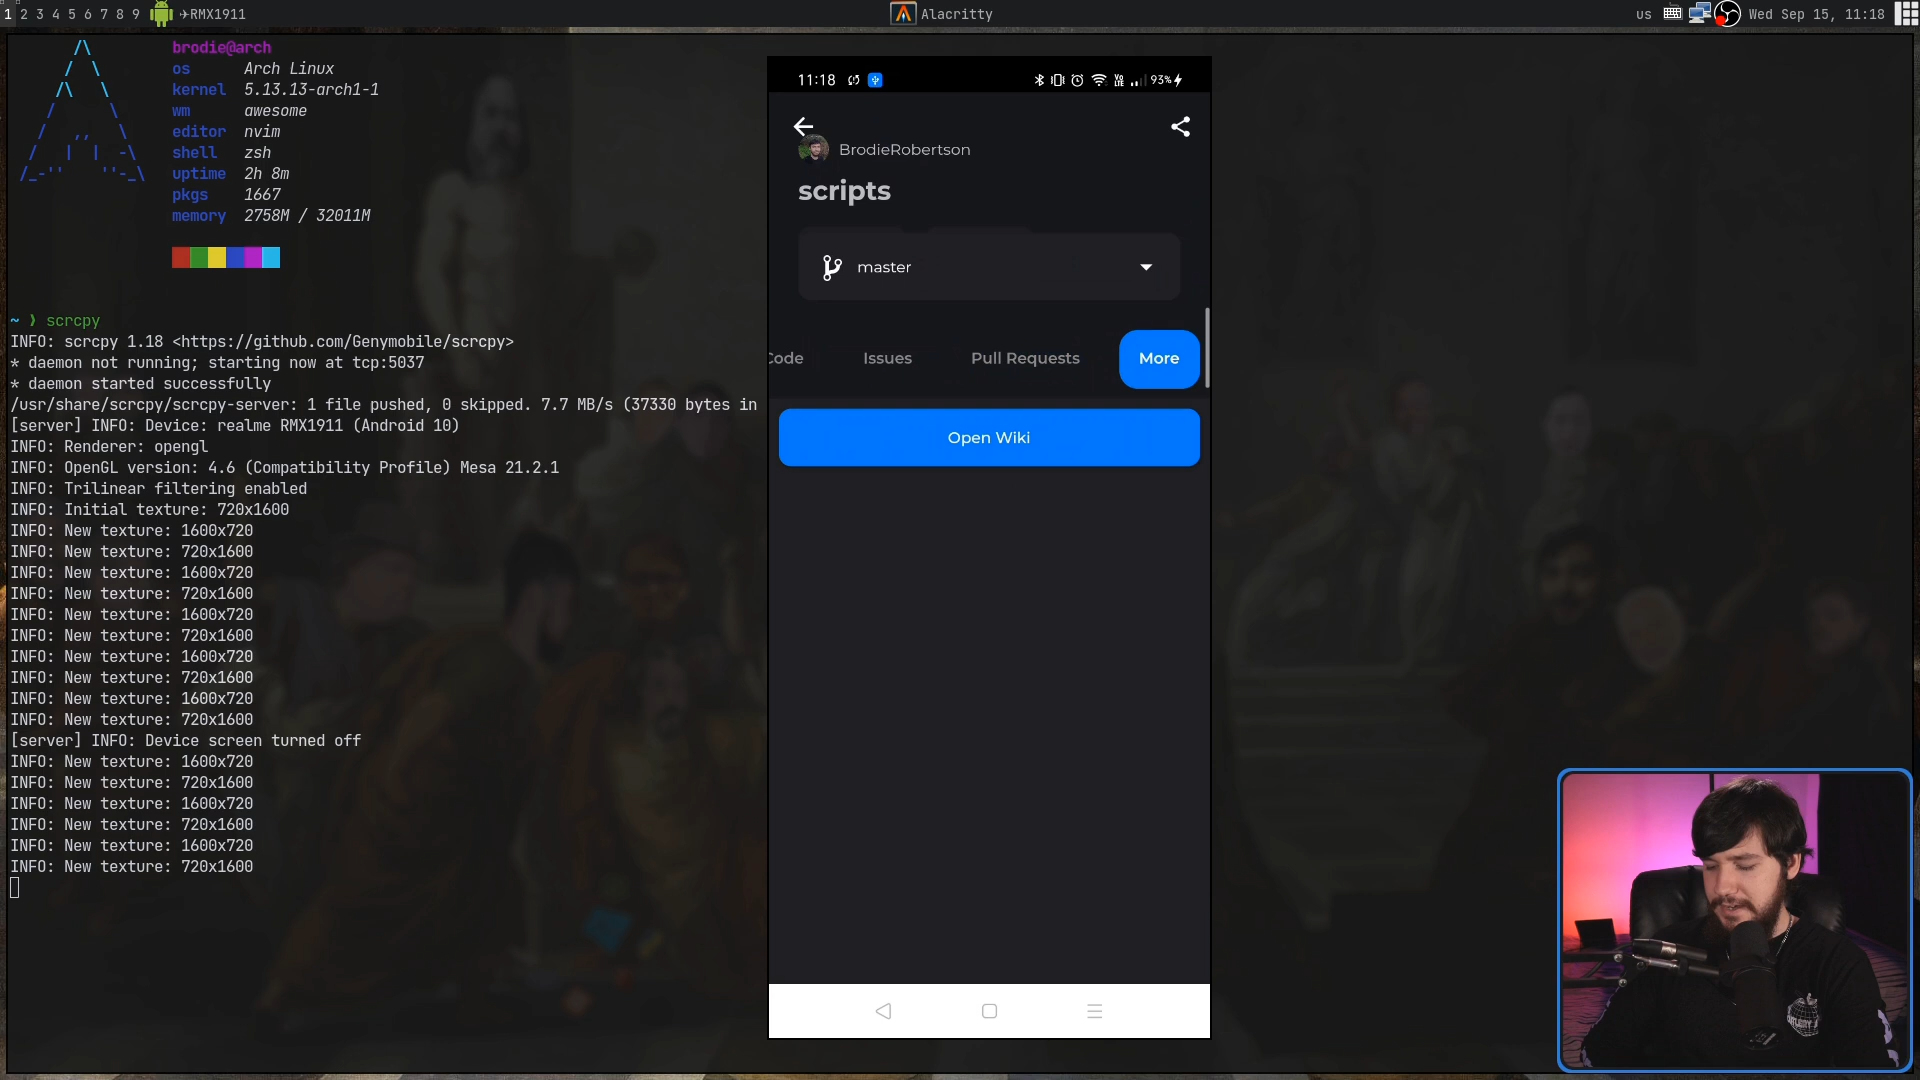 1 2 3 4 5 6 7 8 9 ✈RMX1911
Alacritty
us
Wed Sep 15, 11:18
brodie@arch
os Arch Linux
kernel 5.13.13-arch1-1
wm awesome
editor nvim
shell zsh
uptime 2h 8m
pkgs 1667
memory 2758M / 32011M
~ ❯ scrcpy
INFO: scrcpy 1.18 <https://github.com/Genymobile/scrcpy>
* daemon not running; starting now at tcp:5037
* daemon started successfully
/usr/share/scrcpy/scrcpy-server: 1 file pushed, 0 skipped. 7.7 MB/s (37330 bytes in
[server] INFO: Device: realme RMX1911 (Android 10)
INFO: Renderer: opengl
INFO: OpenGL version: 4.6 (Compatibility Profile) Mesa 21.2.1
INFO: Trilinear filtering enabled
INFO: Initial texture: 720x1600
INFO: New texture: 1600x720
INFO: New texture: 720x1600
INFO: New texture: 1600x720
INFO: New texture: 720x1600
INFO: New texture: 1600x720
INFO: New texture: 720x1600
INFO: New texture: 1600x720
INFO: New texture: 720x1600
INFO: New texture: 1600x720
INFO: New texture: 720x1600
[server] INFO: Device screen turned off
INFO: New texture: 1600x720
INFO: New texture: 720x1600
INFO: New texture: 1600x720
INFO: New texture: 720x1600
INFO: New texture: 1600x720
INFO: New texture: 720x1600
11:18
93%
BrodieRobertson
scripts
master
Code Issues Pull Requests More
Open Wiki